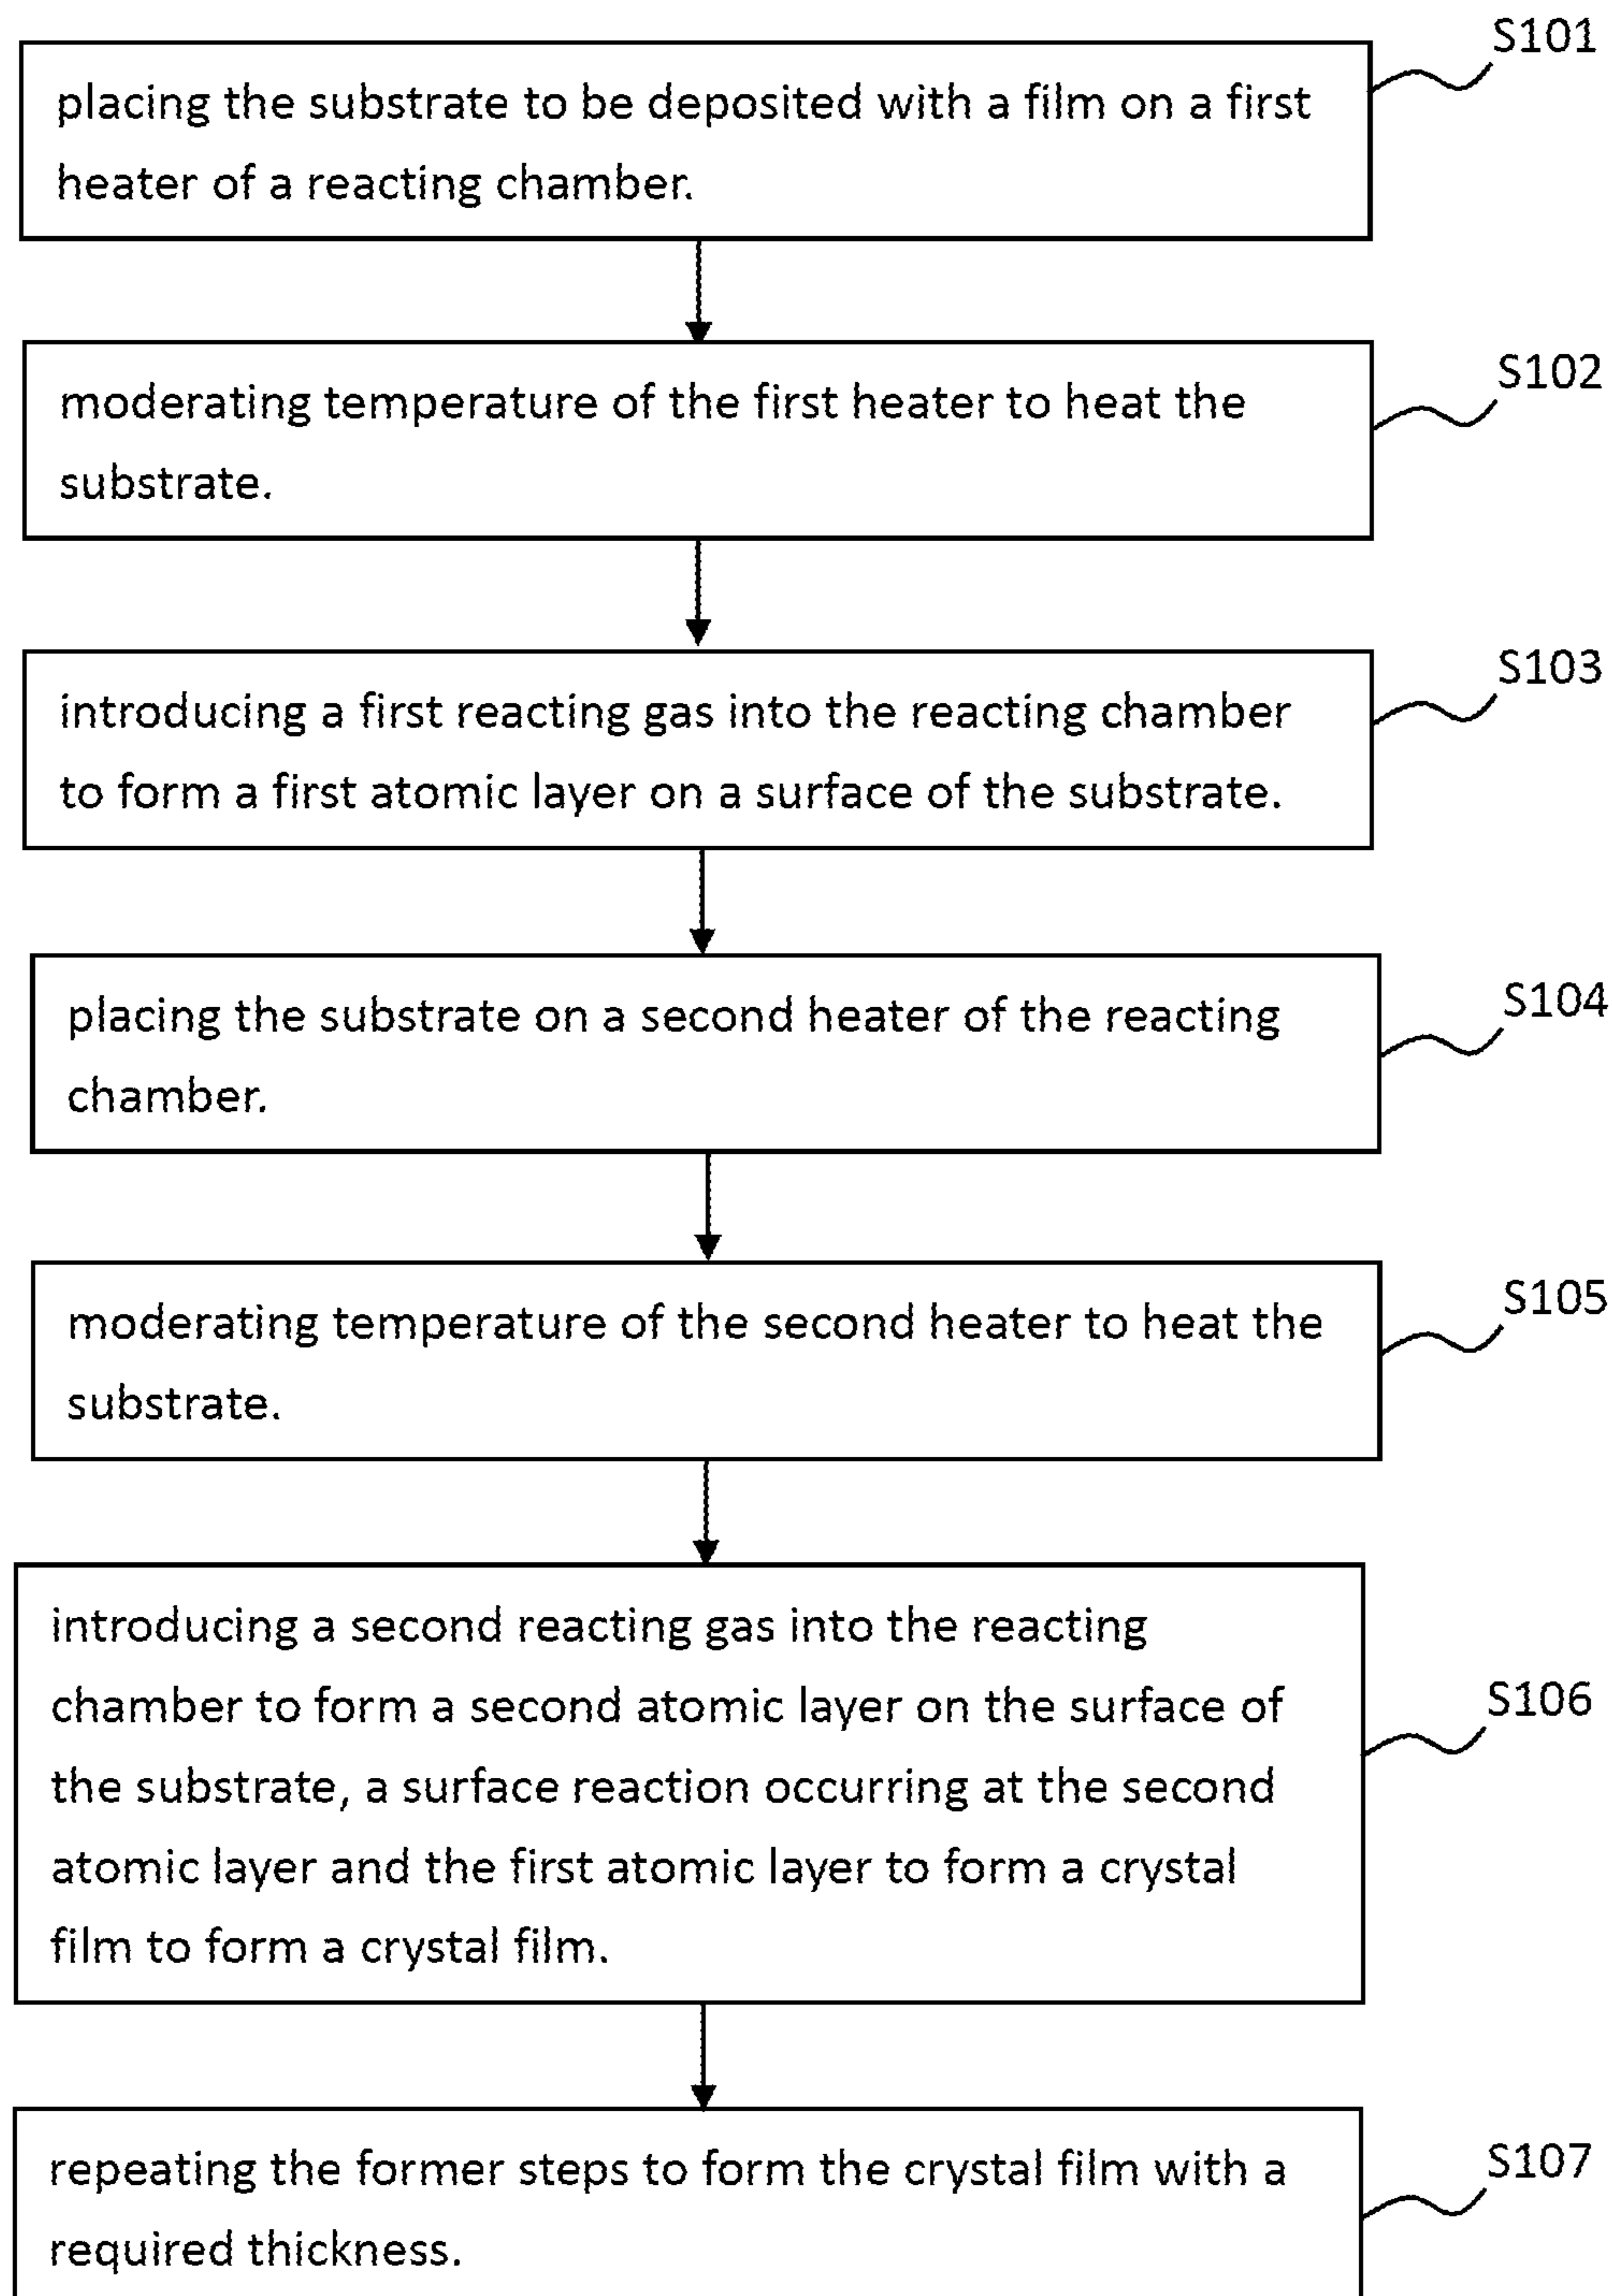 S101
placing the substrate to be deposited with a film on a first
heater of a reacting chamber.
S102
moderating temperature of the first heater to heat the
substrate.
S103
introducing a first reacting gas into the reacting chamber
to form a first atomic layer on a surface of the substrate.
S104
placing the substrate on a second heater of the reacting
chamber.
S105
moderating temperature of the second heater to heat the
substrate.
S106
introducing a second reacting gas into the reacting
chamber to form a second atomic layer on the surface of
the substrate, a surface reaction occurring at the second
atomic layer and the first atomic layer to form a crystal
film to form a crystal film.
S107
repeating the former steps to form the crystal film with a
required thickness.